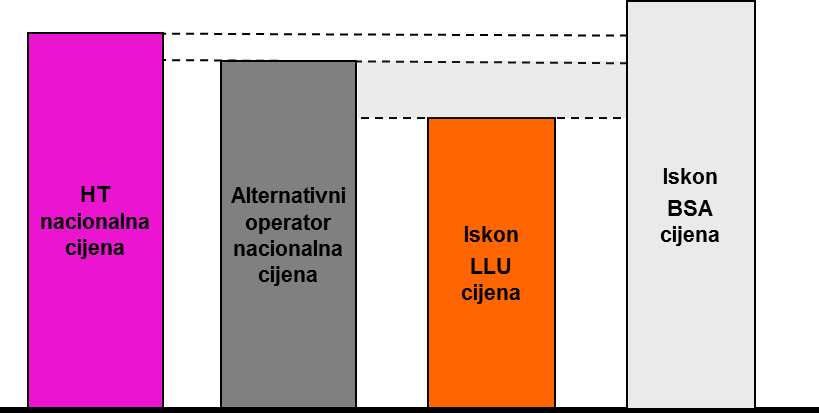 HT
nacionalna
cijena
Alternativni
operator
nacionalna
cijena
Iskon
LLU
cijena
Iskon
BSA
cijena